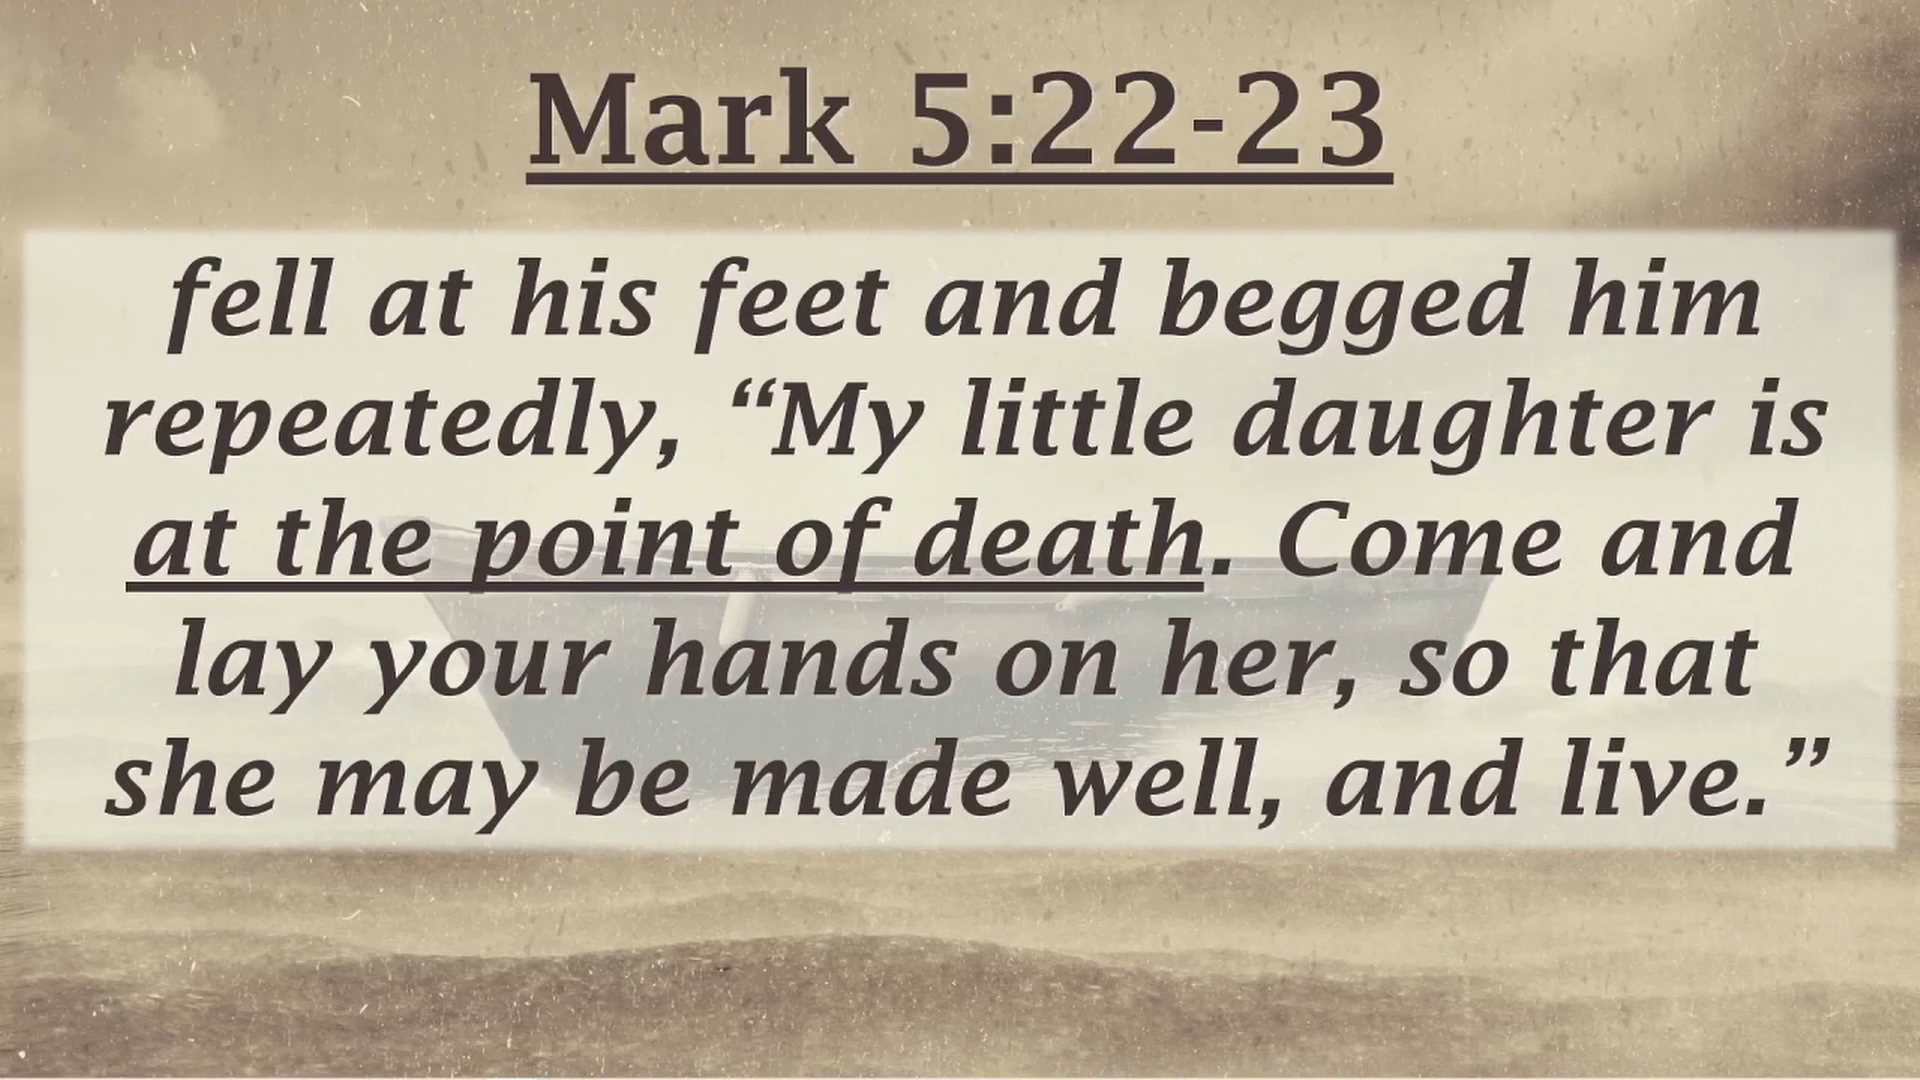 Mark 5:22-23
fell at his feet and begged him
repeatedly, “My little daughter is
at the point of death. Come and
lay your hands on her, so that
she may be made well, and live.”